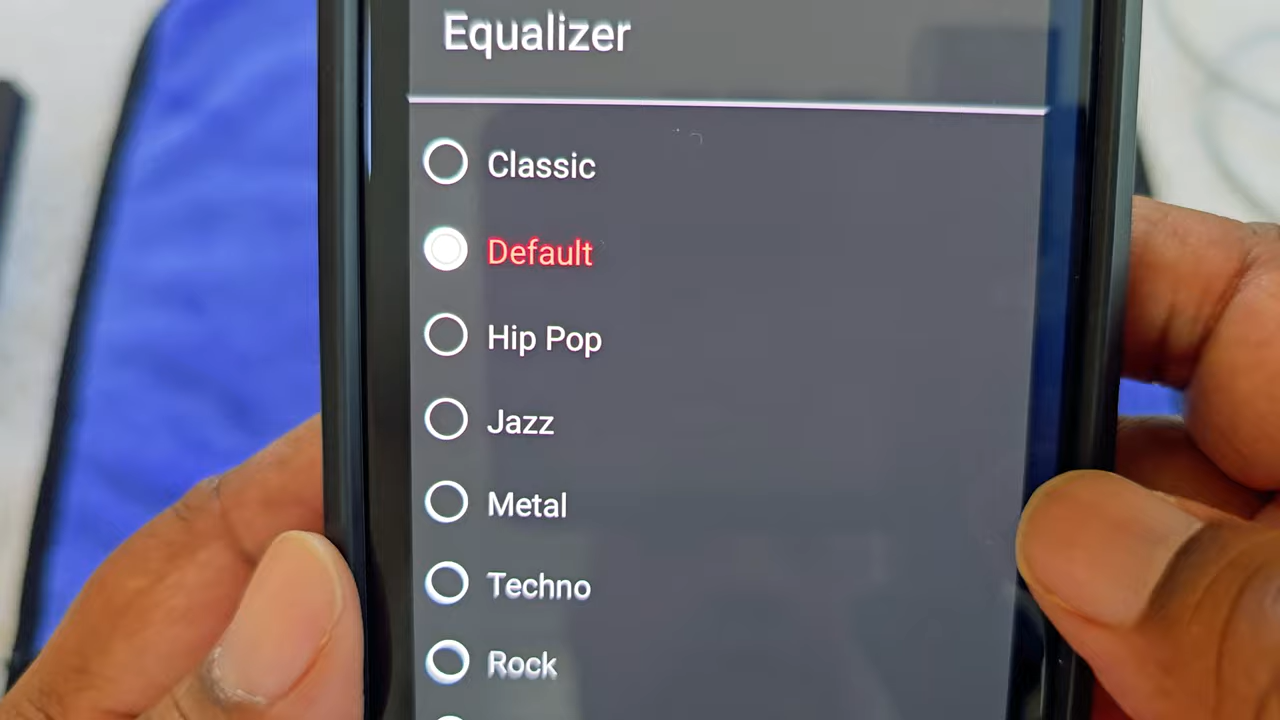 Equalizer
Classic
Default
Hip Pop
Jazz
Metal
Techno
Rock